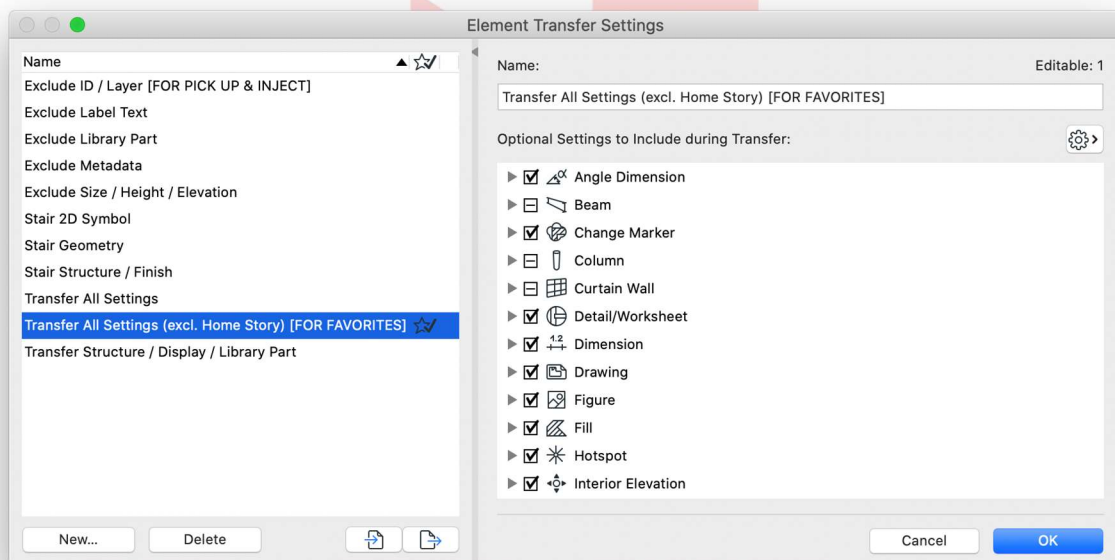 Element Transfer Settings
Name
Exclude ID / Layer [FOR PICK UP & INJECT]
Exclude Label Text
Exclude Library Part
Exclude Metadata
Exclude Size / Height / Elevation
Stair 2D Symbol
Stair Geometry
Stair Structure / Finish
Transfer All Settings
Transfer All Settings (excl. Home Story) [FOR FAVORITES]
Transfer Structure / Display / Library Part
New...
Delete
Name:
Editable: 1
Transfer All Settings (excl. Home Story) [FOR FAVORITES]
Optional Settings to Include during Transfer:
Angle Dimension
Beam
Change Marker
Column
Curtain Wall
Detail/Worksheet
1.2 Dimension
Drawing
Figure
Fill
Hotspot
Interior Elevation
Cancel
OK